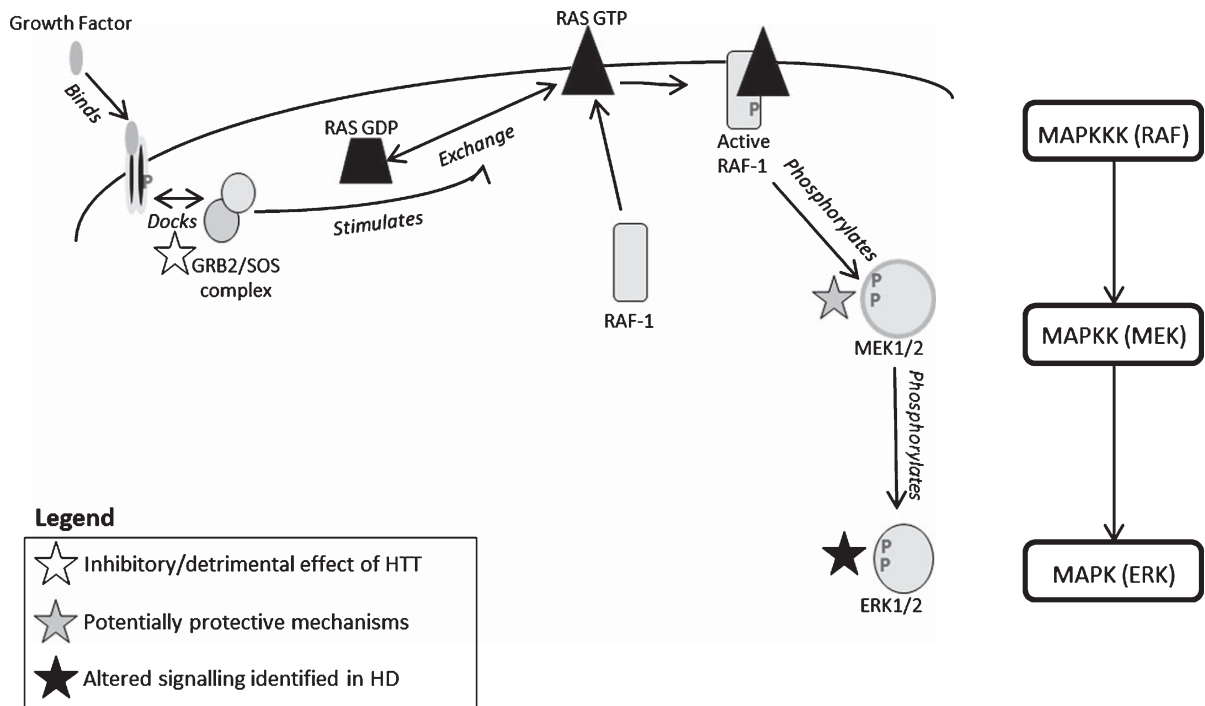 Growth Factor
Binds
P
Docks
GRB2/SOS
complex
RAS GDP
Exchange
Stimulates
RAS GTP
RAF-1
P
Active
RAF-1
Phosphorylates
P
P
MEK1/2
Phosphorylates
P
P
ERK1/2
MAPKKK (RAF)
MAPKK (MEK)
MAPK (ERK)
Legend
Inhibitory/detrimental effect of HTT
Potentially protective mechanisms
Altered signalling identified in HD